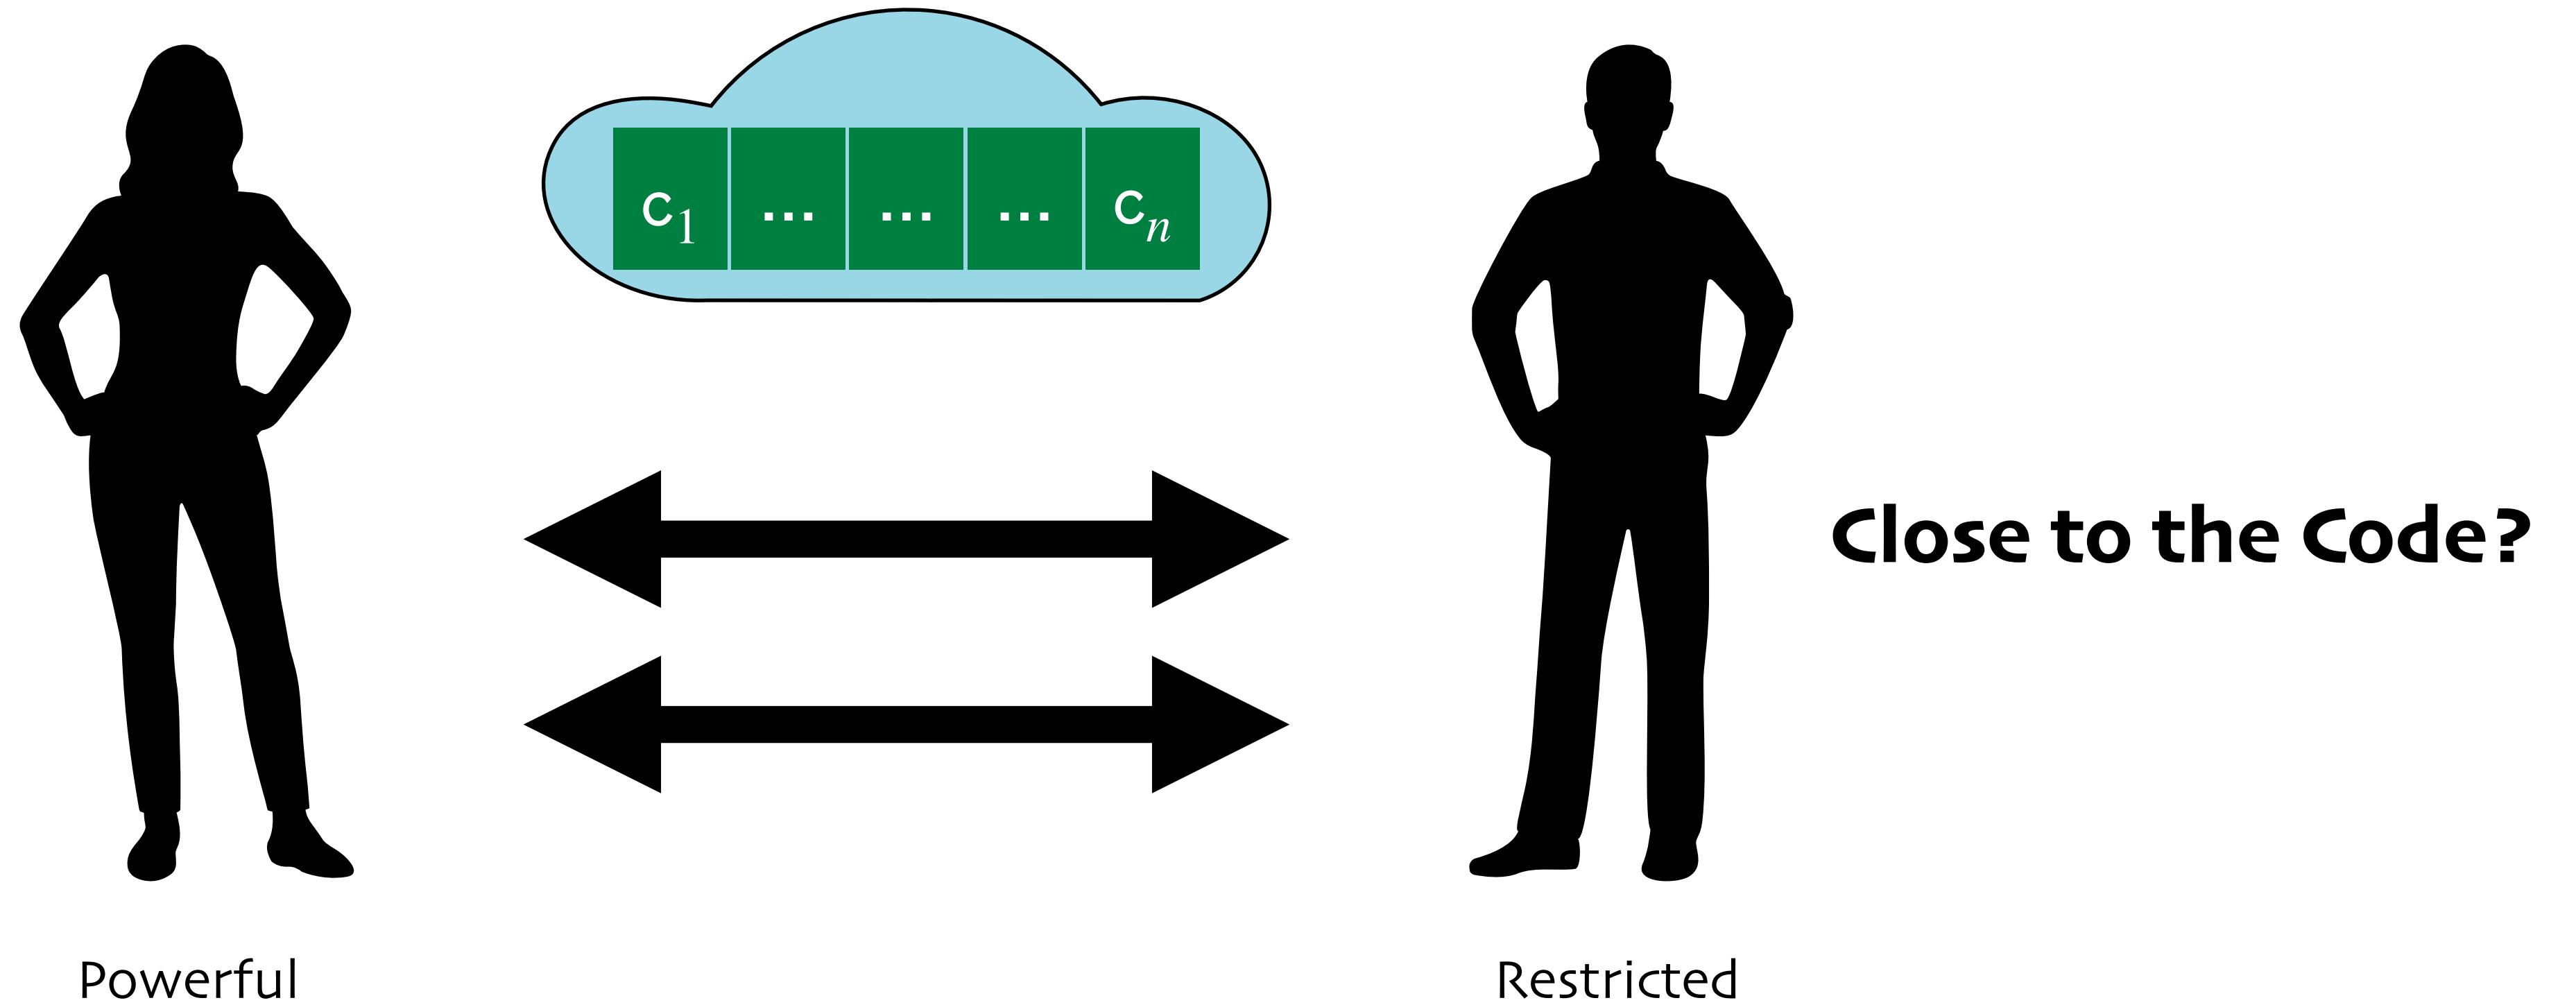 c1 ... ... ... cn
Close to the Code?
Powerful
Restricted